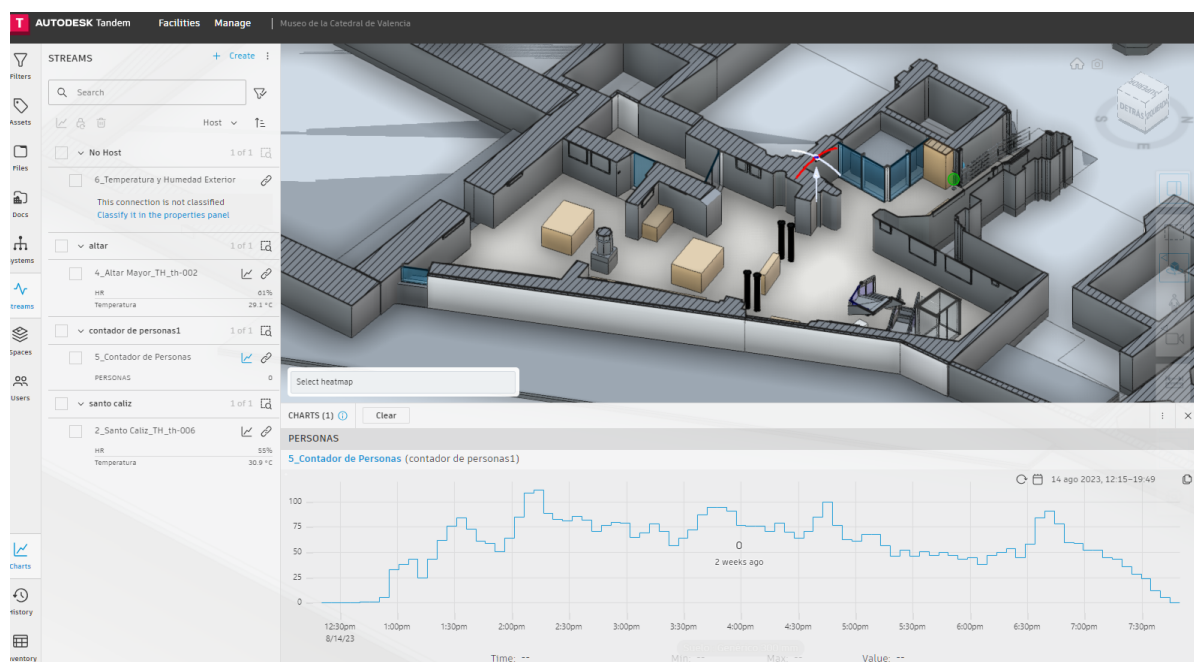 T AUTODESK Tandem Facilities Manage Museo de la Catedral de Valencia
Filters
Assets
Files
Docs
ystems
treams
Spaces
Users
Charts
History
nventory
STREAMS + Create
Search
Host
No Host 1 of 1
6_Temperatura y Humedad Exterior
This connection is not classified
Classify it in the properties panel
altar 1 of 1
4_Altar Mayor_TH_th-002
HR 61%
Temperatura 29.1 °C
contador de personas1 1 of 1
5_Contador de Personas
PERSONAS 0
santo caliz 1 of 1
2_Santo Caliz_TH_th-006
HR 55%
Temperatura 30.9 °C
DETRÁS
S
E
N
Select heatmap
CHARTS (1) Clear
PERSONAS
5_Contador de Personas (contador de personas1)
14 ago 2023, 12:15–19:49
100
75
50
25
0
0
2 weeks ago
12:30pm 1:00pm 1:30pm 2:00pm 2:30pm 3:00pm 3:30pm 4:00pm 4:30pm 5:00pm 5:30pm 6:00pm 6:30pm 7:00pm 7:30pm
8/14/23
Time: -- Min: -- Max: -- Value: --